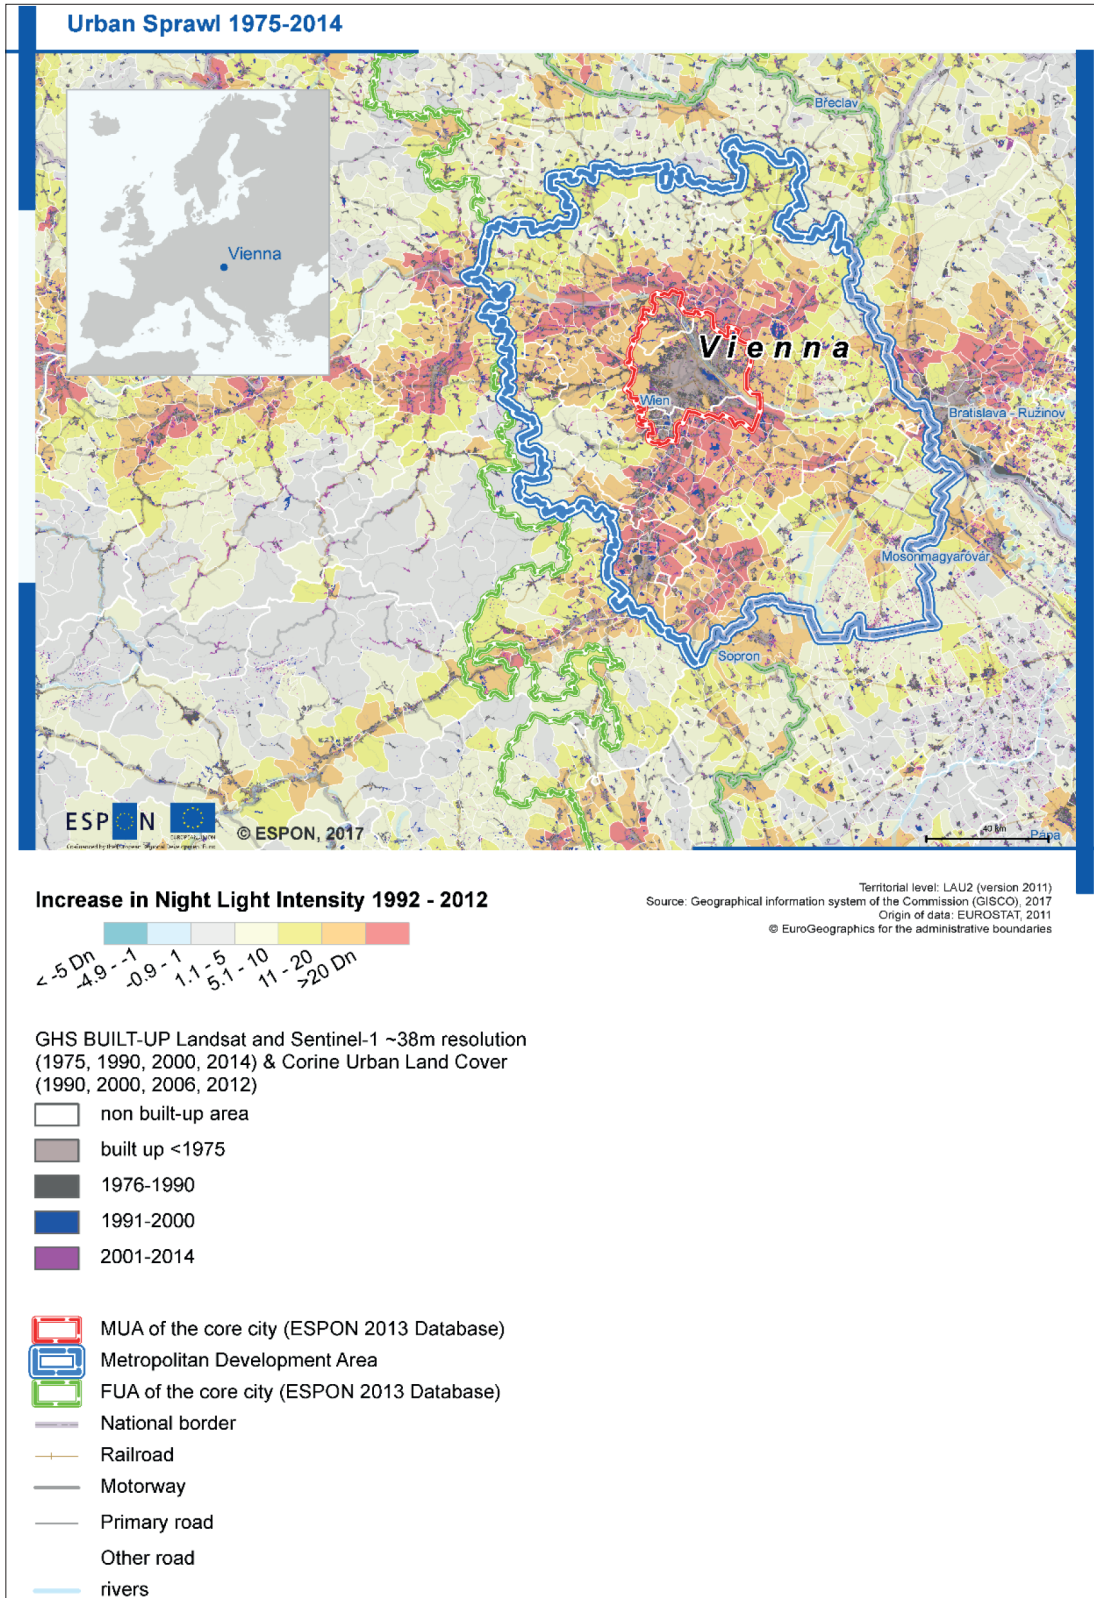 Urban Sprawl 1975-2014
Břeclav
Vienna
Vienna
Wien
Bratislava - Ružinov
Mosonmagyaróvár
Sopron
ESPON
EUROPEAN UNION
© ESPON, 2017
40 km
Pápa
Increase in Night Light Intensity 1992 - 2012
< -5 Dn
-4.9 - -1
-0.9 - 1
1.1 - 5
5.1 - 10
11 - 20
>20 Dn
Territorial level: LAU2 (version 2011)
Source: Geographical information system of the Commission (GISCO), 2017
Origin of data: EUROSTAT, 2011
© EuroGeographics for the administrative boundaries
GHS BUILT-UP Landsat and Sentinel-1 ~38m resolution
(1975, 1990, 2000, 2014) & Corine Urban Land Cover
(1990, 2000, 2006, 2012)
non built-up area
built up <1975
1976-1990
1991-2000
2001-2014
MUA of the core city (ESPON 2013 Database)
Metropolitan Development Area
FUA of the core city (ESPON 2013 Database)
National border
Railroad
Motorway
Primary road
Other road
rivers